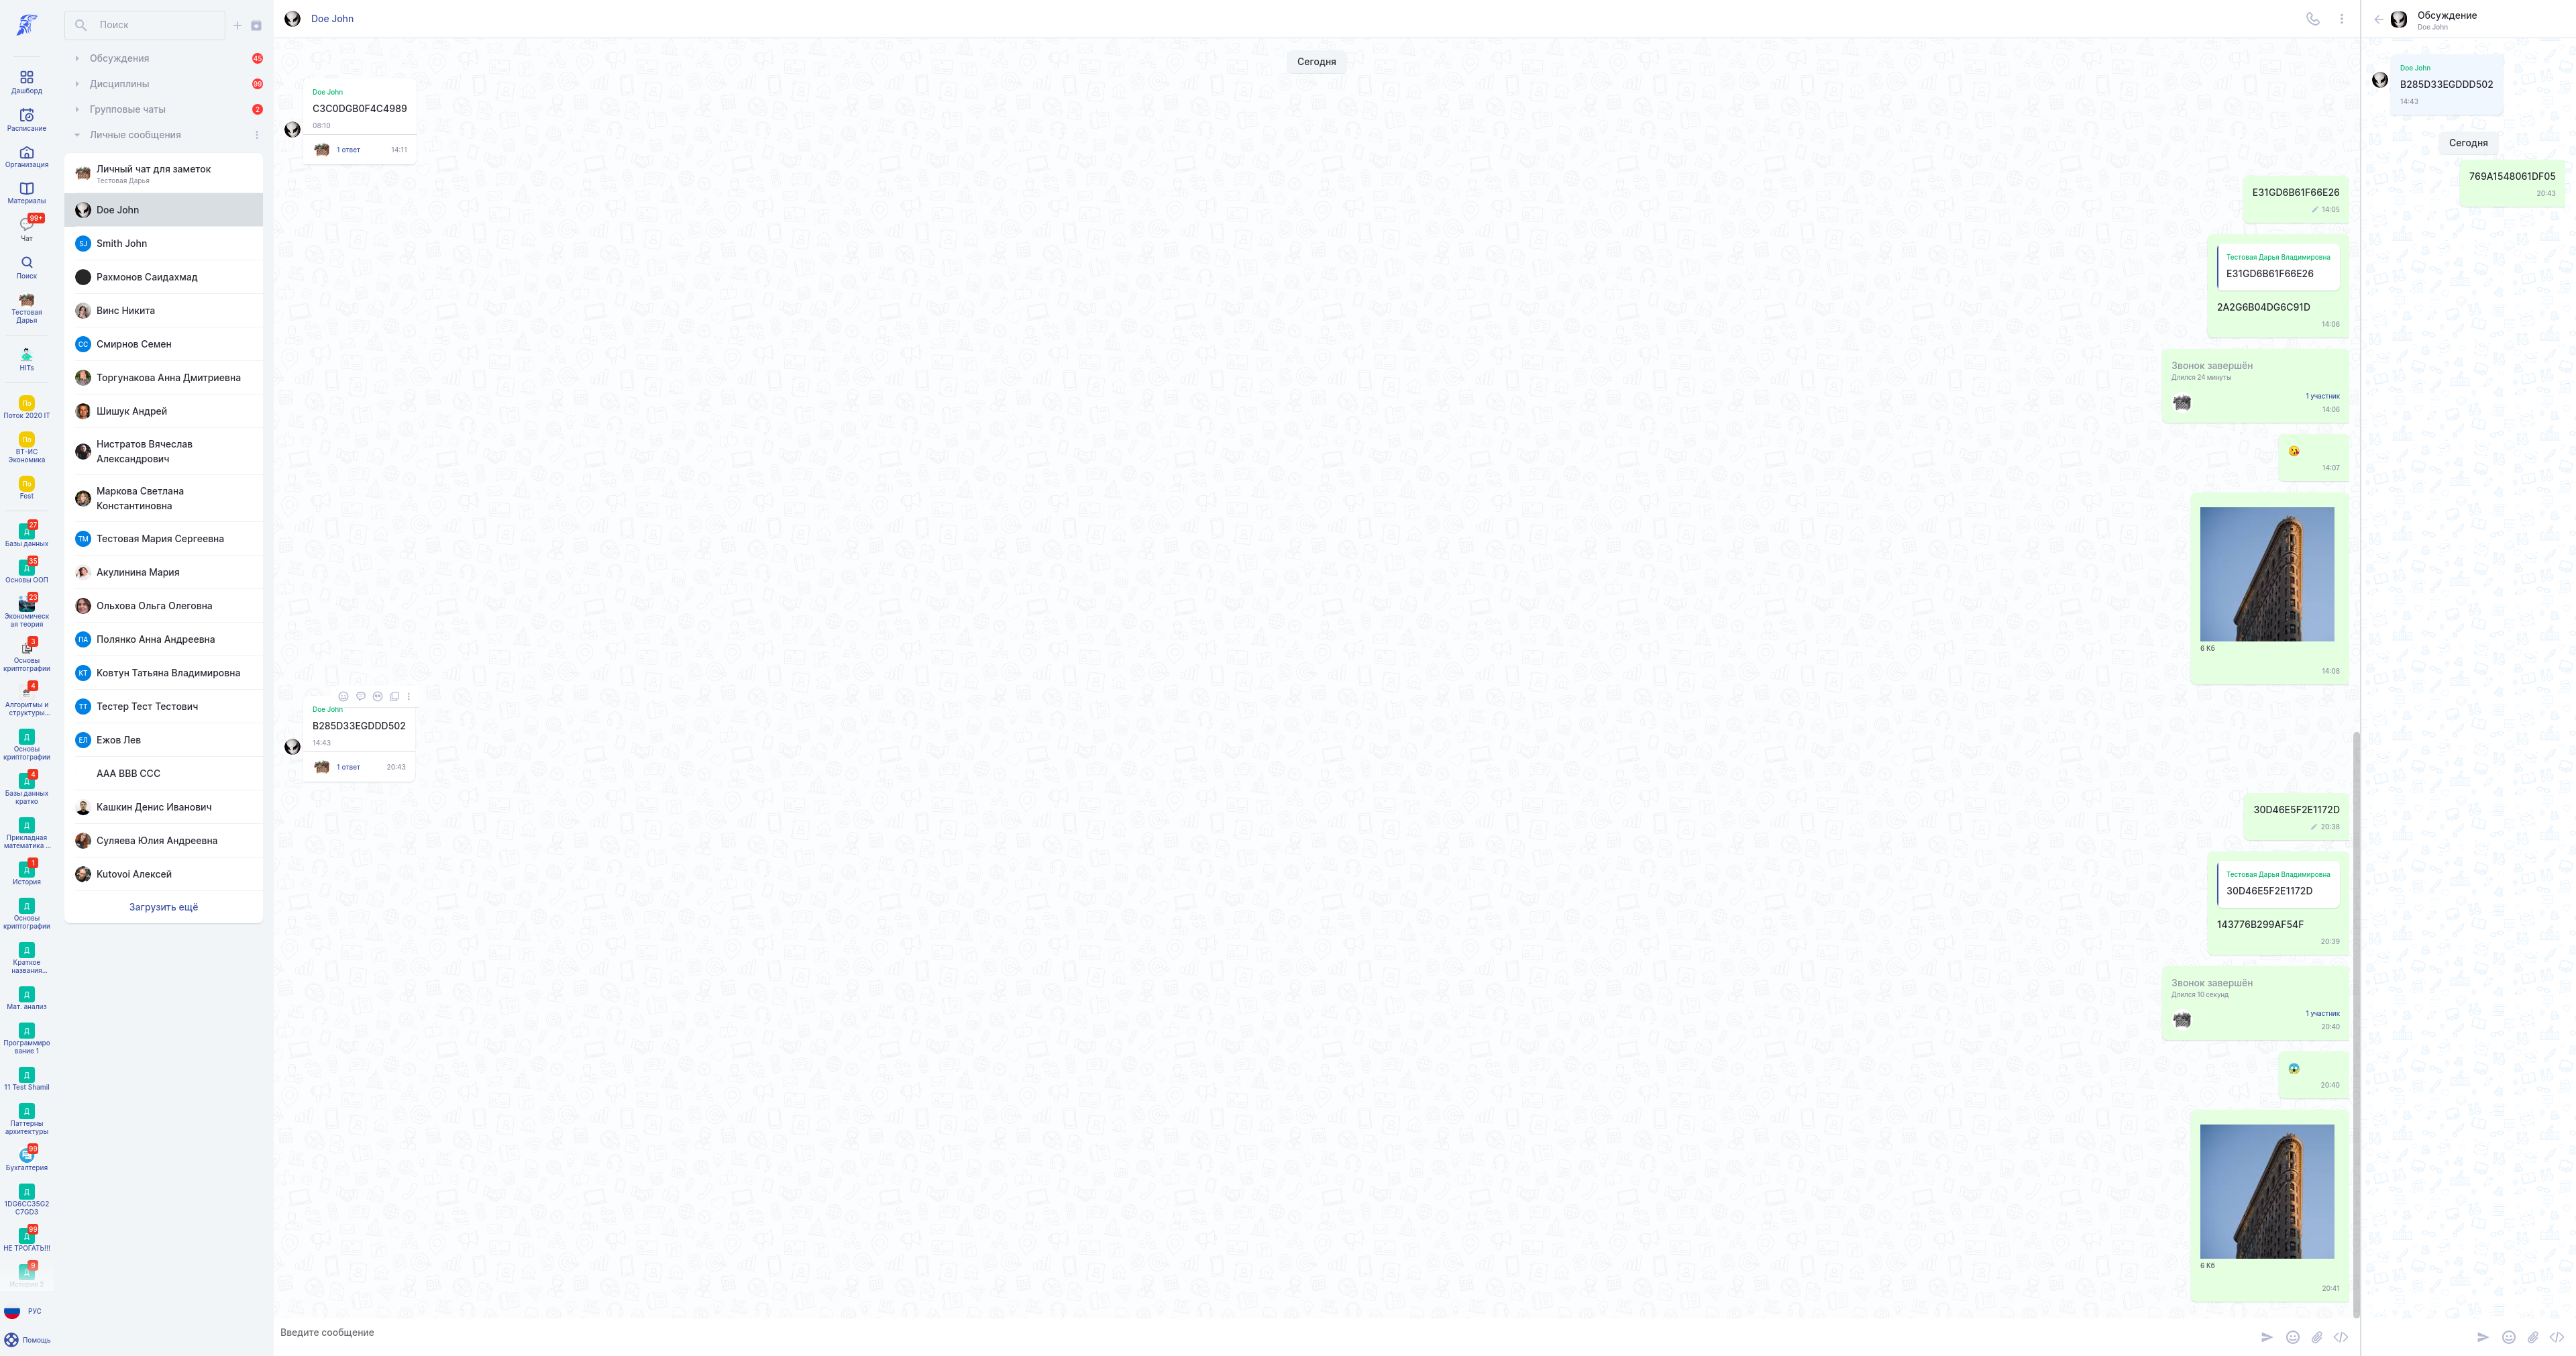 Дашборд
Расписание
Организация
Материалы
99+
Чат
Поиск
Тестовая
Дарья
HITs
По
Поток 2020 IT
По
ВТ-ИС
Экономика
По
Fest
27
Д
Базы данных
35
Д
Основы ООП
23
Экономическ
ая теория
3
Основы
криптографии
4
Алгоритмы и
структуры...
Д
Основы
криптографии
4
Д
Базы данных
кратко
Д
Прикладная
математика ...
1
Д
История
Д
Основы
криптографии
Д
Краткое
названия...
Д
Мат. анализ
Д
Программиро
вание 1
Д
11 Test Shamil
Д
Паттерны
архитектуры
99
Бухгалтерия
Д
1DG6CC35G2
C7GD3
99
Д
НЕ ТРОГАТЬ!!!
9
Д
История 2
РУС
Помощь
Поиск
Обсуждения
45
Дисциплины
99
Групповые чаты
2
Личные сообщения
Личный чат для заметок
Тестовая Дарья
Doe John
SJ
Smith John
Рахмонов Саидахмад
Винс Никита
СС
Смирнов Семен
Торгунакова Анна Дмитриевна
Шишук Андрей
Нистратов Вячеслав
Александрович
Маркова Светлана
Константиновна
ТМ
Тестовая Мария Сергеевна
Акулинина Мария
Ольхова Ольга Олеговна
ПА
Полянко Анна Андреевна
КТ
Ковтун Татьяна Владимировна
ТТ
Тестер Тест Тестович
ЕЛ
Ежов Лев
AAA BBB CCC
Кашкин Денис Иванович
Суляева Юлия Андреевна
Kutovoi Алексей
Загрузить ещё
Doe John
Сегодня
Doe John
C3C0DGB0F4C4989
08:10
1 ответ
14:11
E31GD6B61F66E26
14:05
Тестовая Дарья Владимировна
E31GD6B61F66E26
2A2G6B04DG6C91D
14:06
Звонок завершён
Длился 24 минуты
1 участник
14:06
14:07
6 Кб
14:08
Doe John
B285D33EGDDD502
14:43
1 ответ
20:43
30D46E5F2E1172D
20:38
Тестовая Дарья Владимировна
30D46E5F2E1172D
143776B299AF54F
20:39
Звонок завершён
Длился 10 секунд
1 участник
20:40
20:40
6 Кб
20:41
Введите сообщение
Обсуждение
Doe John
Doe John
B285D33EGDDD502
14:43
Сегодня
769A1548061DF05
20:43